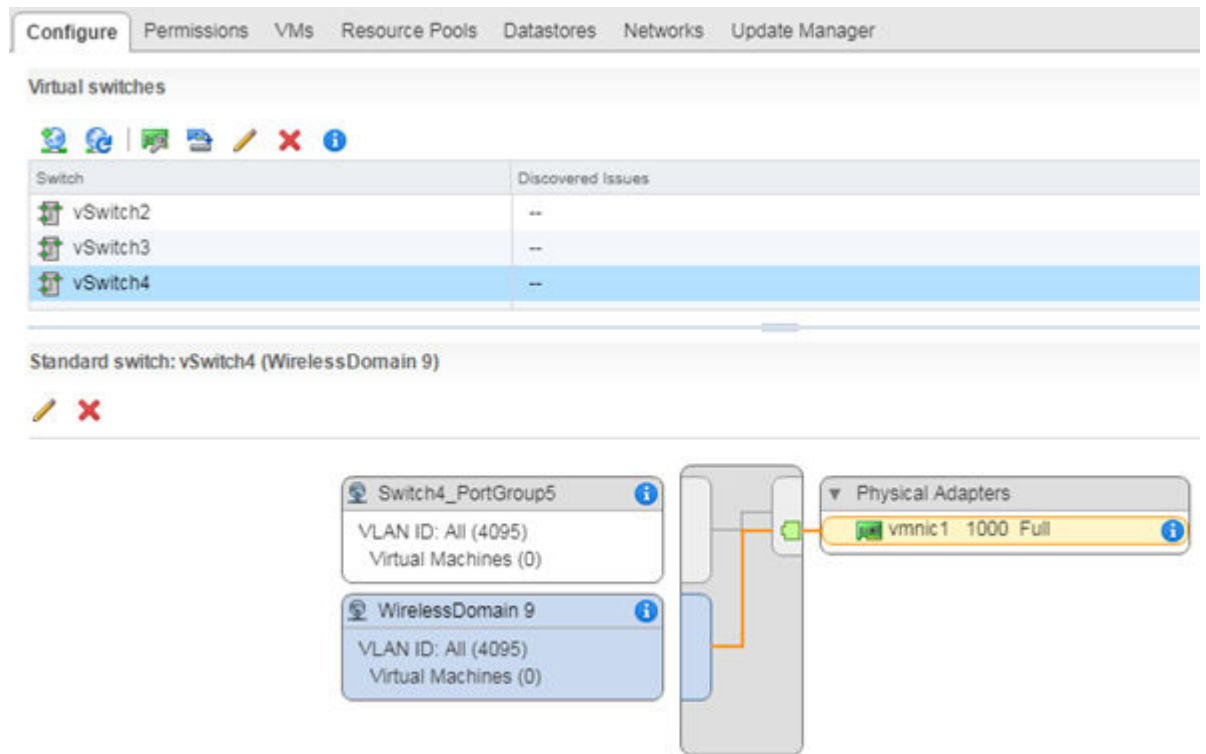 Configure Permissions VMs Resource Pools Datastores Networks Update Manager
Virtual switches
Switch Discovered Issues
vSwitch2 --
vSwitch3 --
vSwitch4 --
Standard switch: vSwitch4 (WirelessDomain 9)
Switch4_PortGroup5
VLAN ID: All (4095)
Virtual Machines (0)
Physical Adapters
vmnic1 1000 Full
WirelessDomain 9
VLAN ID: All (4095)
Virtual Machines (0)